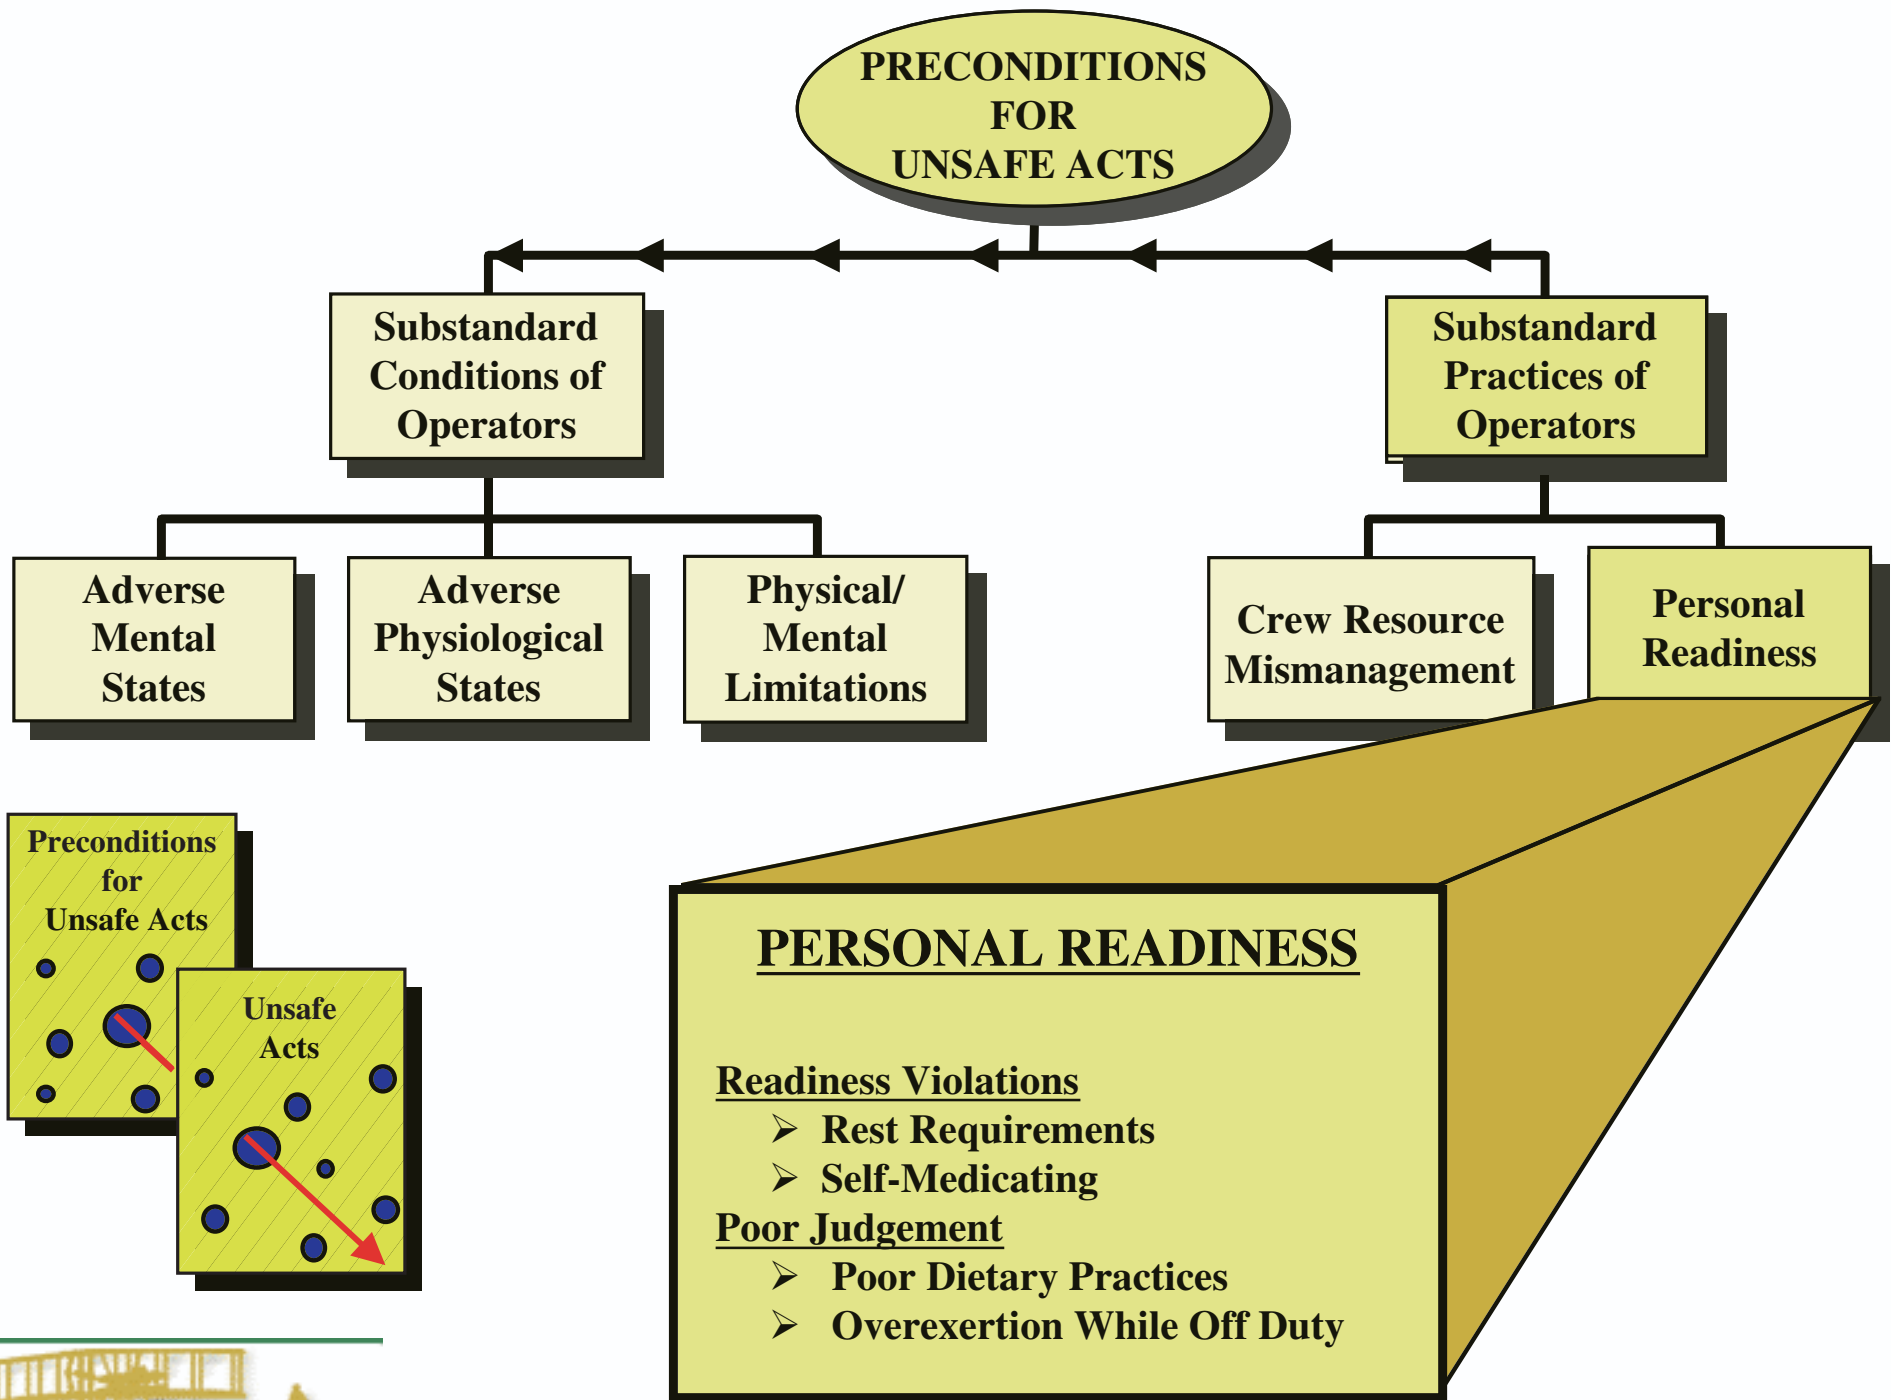 PRECONDITIONS
FOR
UNSAFE ACTS
Substandard
Conditions of
Operators
Substandard
Practices of
Operators
Adverse
Mental
States
Adverse
Physiological
States
Physical/
Mental
Limitations
Crew Resource
Mismanagement
Personal
Readiness
Preconditions
for
Unsafe Acts
Unsafe
Acts
PERSONAL READINESS
Readiness Violations
➢ Rest Requirements
➢ Self-Medicating
Poor Judgement
➢ Poor Dietary Practices
➢ Overexertion While Off Duty